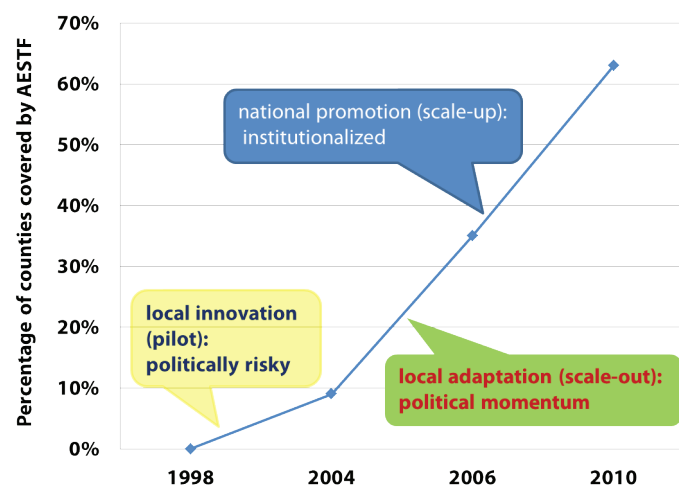 Percentage of counties covered by AESTF
70%
60%
50%
40%
30%
20%
10%
0%
national promotion (scale-up):
institutionalized
local innovation
(pilot):
politically risky
local adaptation (scale-out):
political momentum
1998
2004
2006
2010